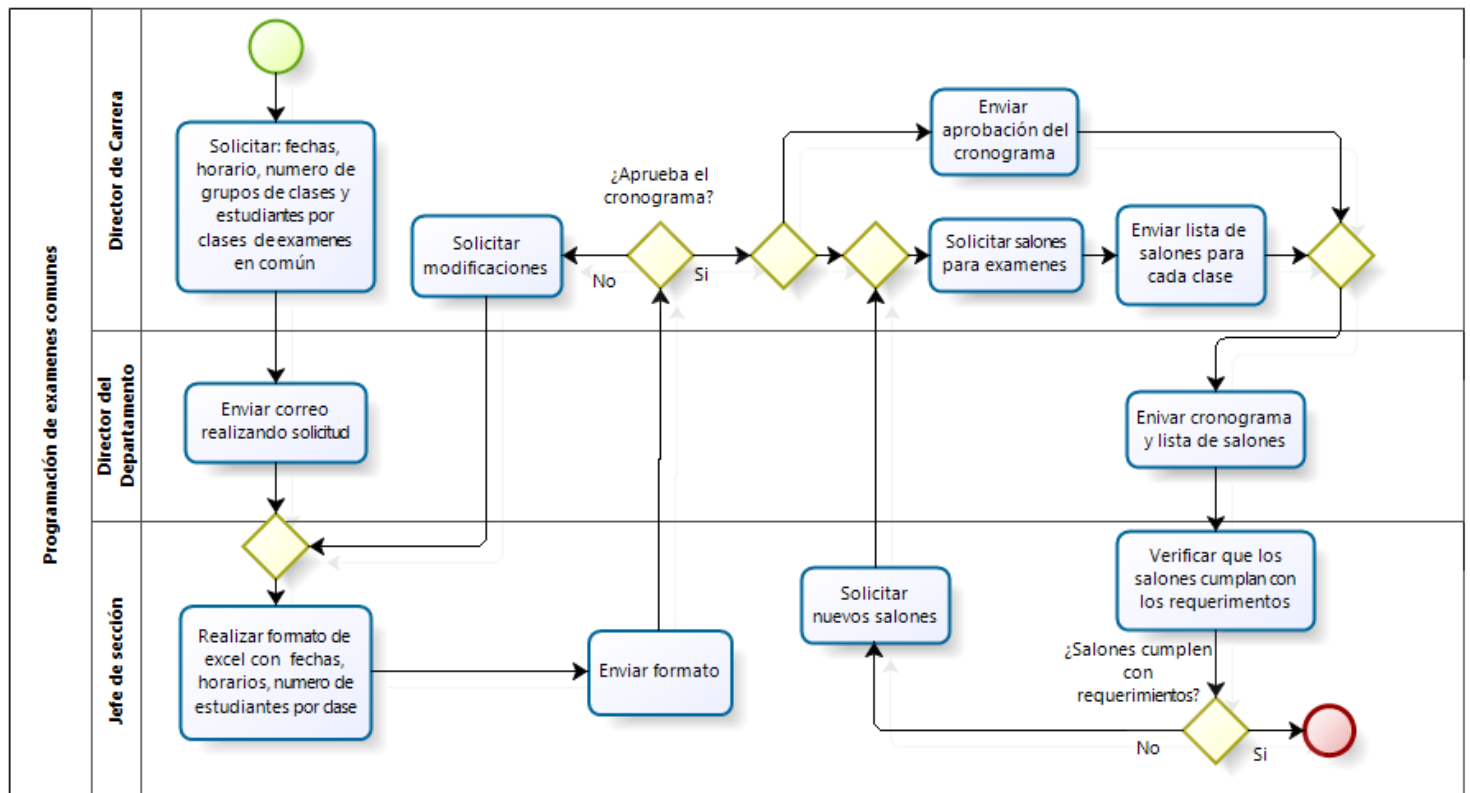 Programación de examenes comunes
Director de Carrera
Solicitar: fechas,
horario, numero de
grupos de clases y
estudiantes por
clases de examenes
en común
Solicitar
modificaciones
No
¿Aprueba el
cronograma?
Si
Enviar
aprobación del
cronograma
Solicitar salones
para examenes
Enviar lista de
salones para
cada clase
Director del
Departamento
Enviar correo
realizando solicitud
Enivar cronograma
y lista de salones
Jefe de sección
Realizar formato de
excel con fechas,
horarios, numero de
estudiantes por clase
Enviar formato
Solicitar
nuevos salones
Verificar que los
salones cumplan con
los requerimentos
¿Salones cumplen
con
requerimientos?
No
Si